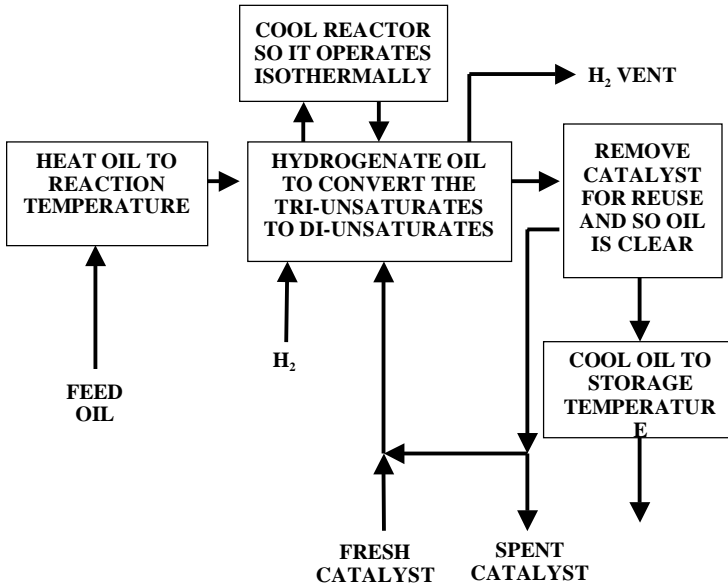 COOL REACTOR
SO IT OPERATES
ISOTHERMALLY
H₂ VENT
HEAT OIL TO
REACTION
TEMPERATURE
HYDROGENATE OIL
TO CONVERT THE
TRI-UNSATURATES
TO DI-UNSATURATES
REMOVE
CATALYST
FOR REUSE
AND SO OIL
IS CLEAR
H₂
FEED
OIL
COOL OIL TO
STORAGE
TEMPERATUR
E
FRESH
CATALYST
SPENT
CATALYST